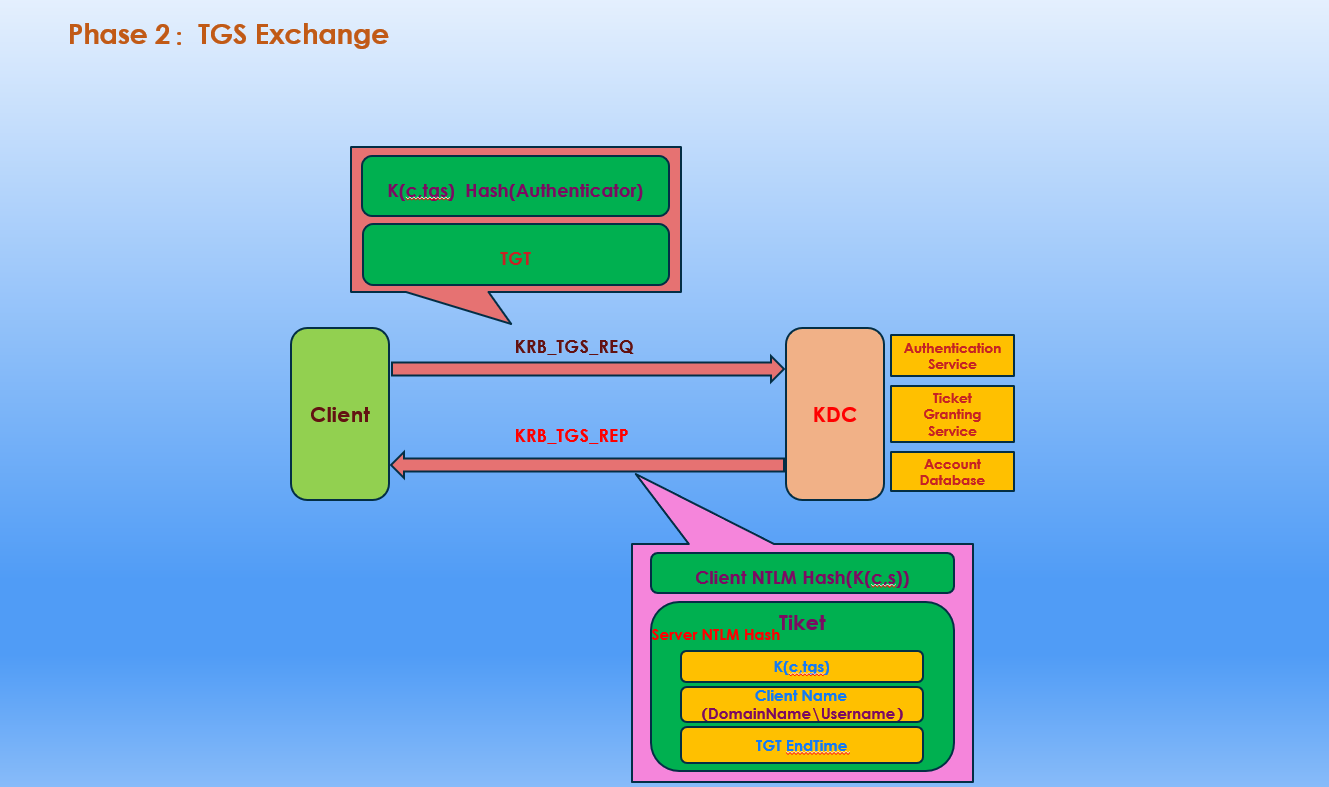 Phase 2： TGS Exchange
K(c,tgs) Hash(Authenticator)
TGT
KRB_TGS_REQ
Client
KDC
Authentication
Service
Ticket
Granting
Service
Account
Database
KRB_TGS_REP
Client NTLM Hash(K(c,s))
Tiket
Server NTLM Hash
K(c,tgs)
Client Name
(DomainName\Username)
TGT EndTime